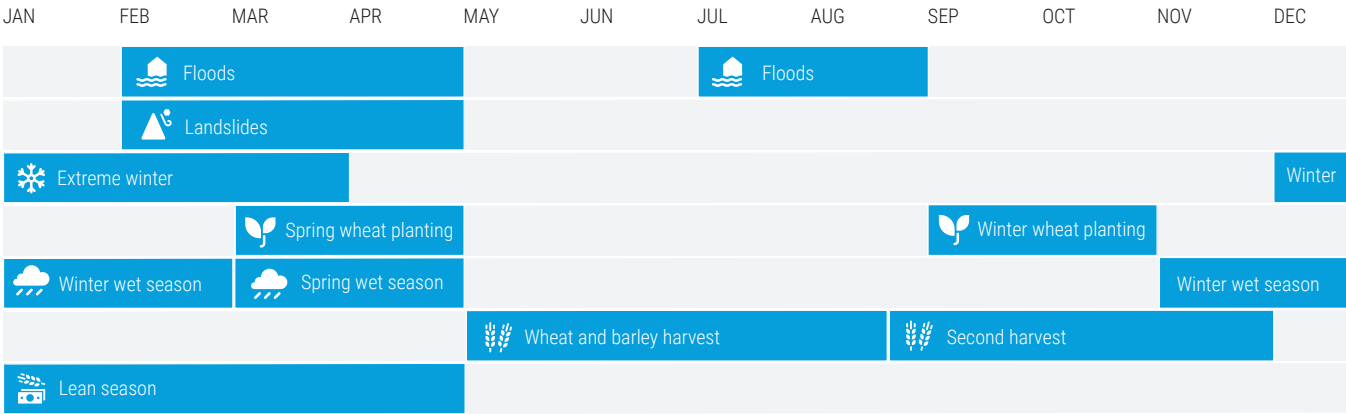 JAN FEB MAR APR MAY JUN JUL AUG SEP OCT NOV DEC
Floods Floods
Landslides
Extreme winter Winter
Spring wheat planting Winter wheat planting
Winter wet season Spring wet season Winter wet season
Wheat and barley harvest Second harvest
Lean season